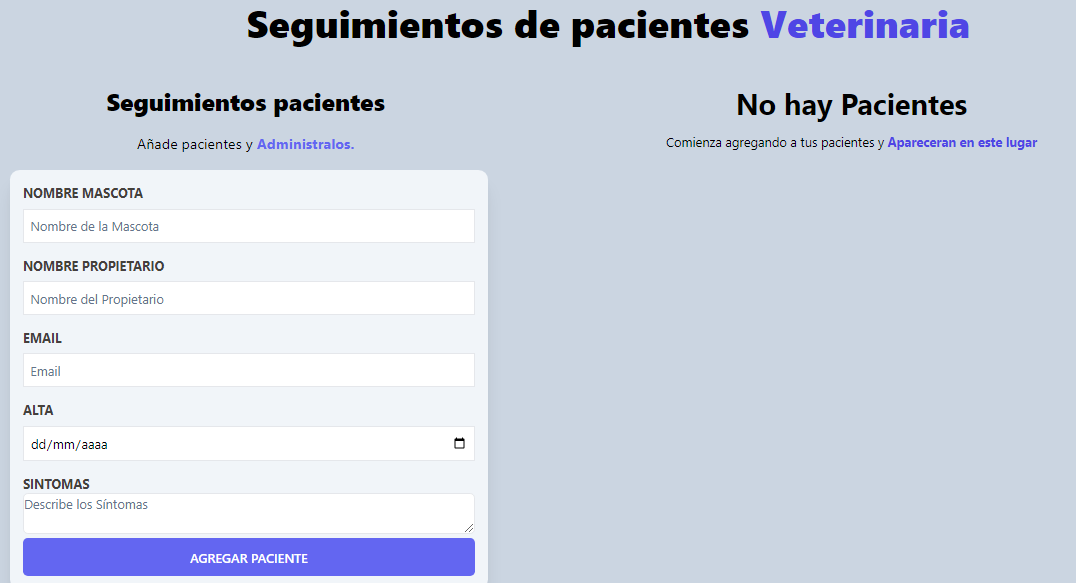 Seguimientos de pacientes Veterinaria
Seguimientos pacientes
Añade pacientes y Administralos.
NOMBRE MASCOTA
Nombre de la Mascota
NOMBRE PROPIETARIO
Nombre del Propietario
EMAIL
Email
ALTA
dd/mm/aaaa
SINTOMAS
Describe los Síntomas
AGREGAR PACIENTE
No hay Pacientes
Comienza agregando a tus pacientes y Apareceran en este lugar